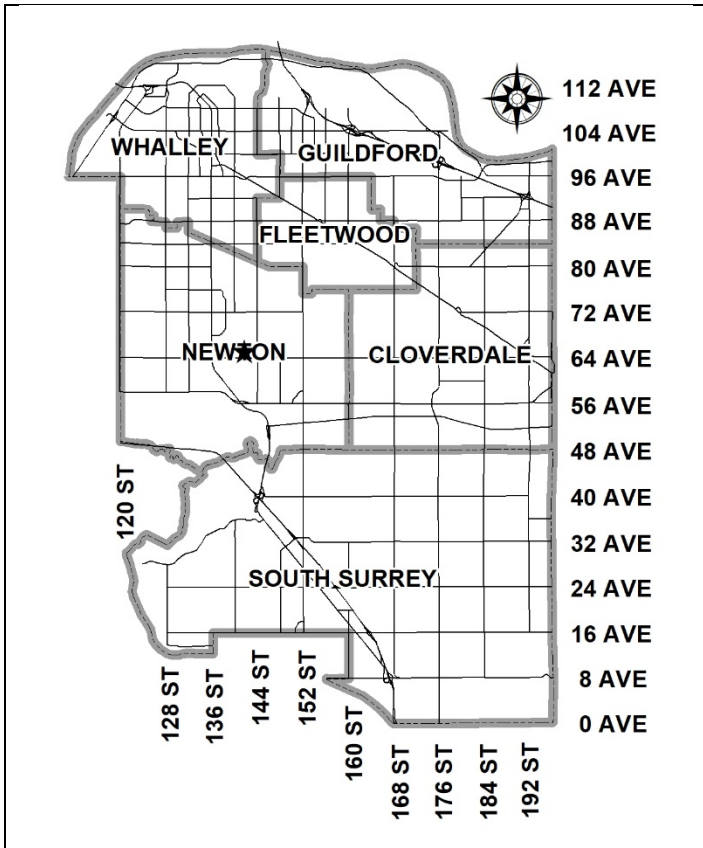 112 AVE
104 AVE
WHALLEY
GUILDFORD
96 AVE
88 AVE
FLEETWOOD
80 AVE
72 AVE
NEWTON
CLOVERDALE
64 AVE
56 AVE
48 AVE
120 ST
40 AVE
32 AVE
SOUTH SURREY
24 AVE
16 AVE
128 ST
136 ST
144 ST
152 ST
160 ST
8 AVE
0 AVE
168 ST
176 ST
184 ST
192 ST